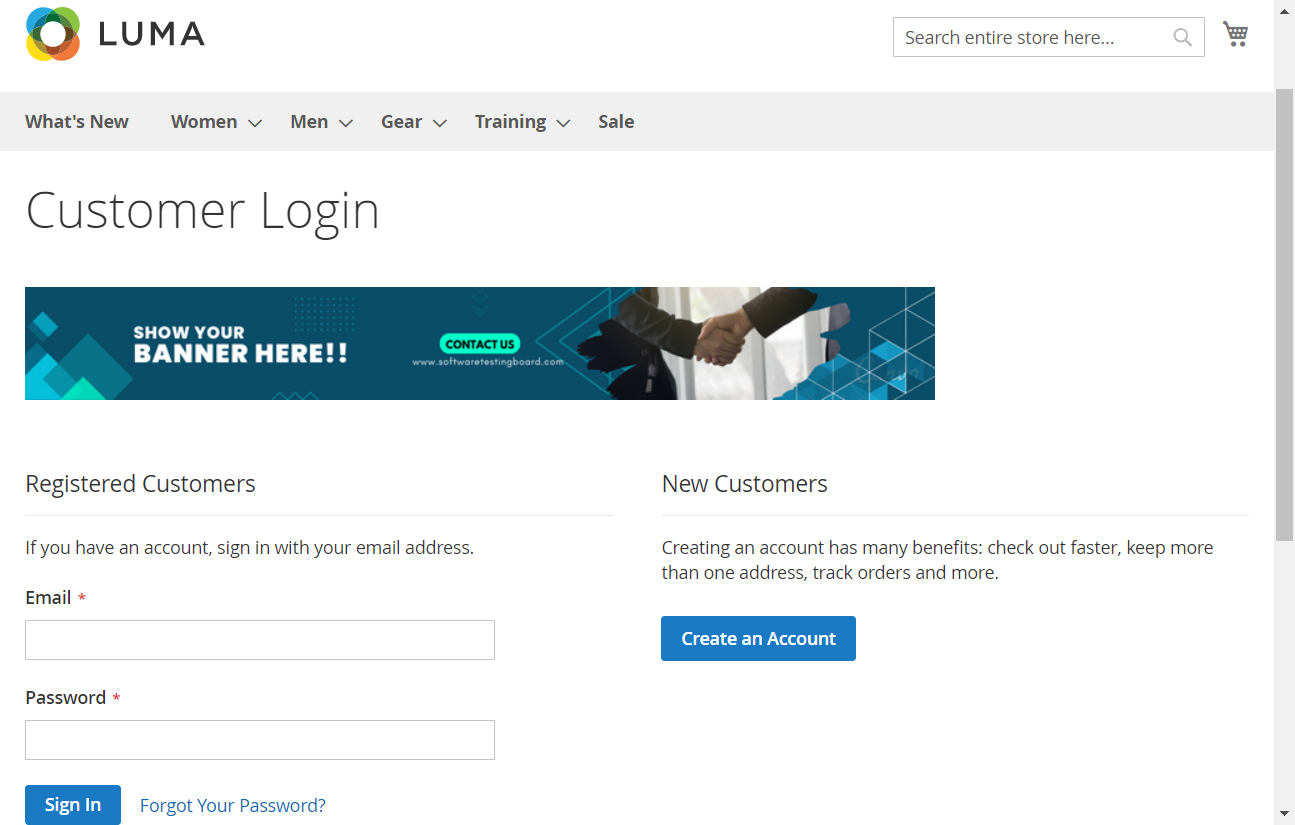 LUMA
Search entire store here...
What's New Women Men Gear Training Sale
Customer Login
SHOW YOUR
BANNER HERE!!
CONTACT US
www.softwaretestingboard.com
Registered Customers
If you have an account, sign in with your email address.
Email *
Password *
Sign In Forgot Your Password?
New Customers
Creating an account has many benefits: check out faster, keep more
than one address, track orders and more.
Create an Account